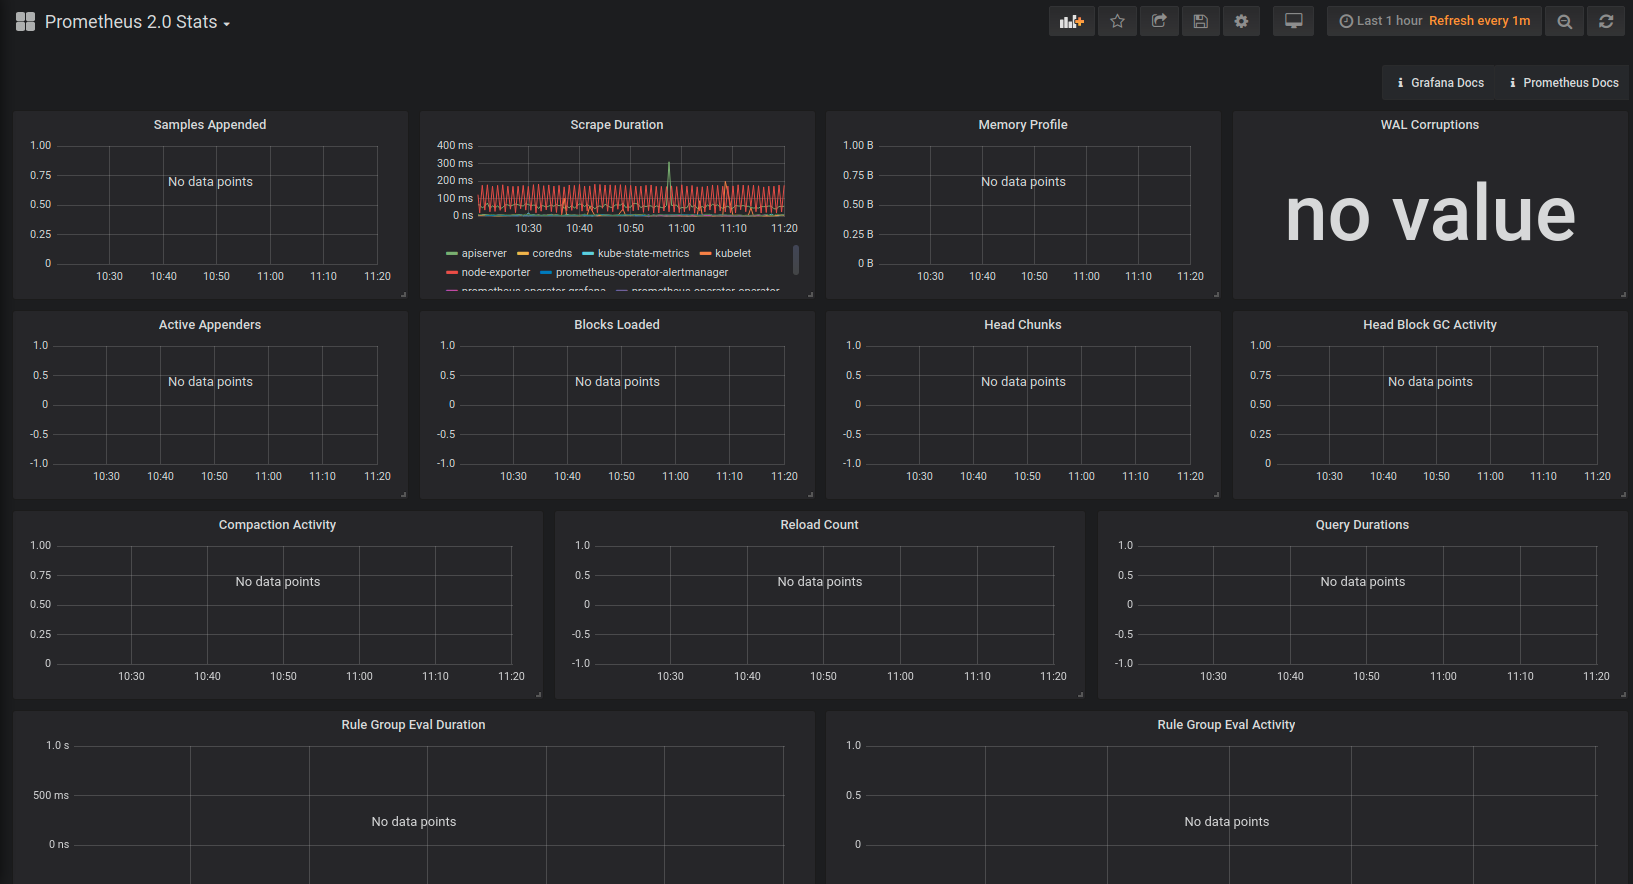 Prometheus 2.0 Stats
Last 1 hour Refresh every 1m
Grafana Docs
Prometheus Docs
Samples Appended
1.00
0.75
0.50
0.25
0
No data points
10:30 10:40 10:50 11:00 11:10 11:20
Scrape Duration
400 ms
300 ms
200 ms
100 ms
0 ns
10:30 10:40 10:50 11:00 11:10 11:20
apiserver coredns kube-state-metrics kubelet
node-exporter prometheus-operator-alertmanager
prometheus-operator-grafana prometheus-operator-operator
Memory Profile
1.00 B
0.75 B
0.50 B
0.25 B
0 B
No data points
10:30 10:40 10:50 11:00 11:10 11:20
WAL Corruptions
no value
Active Appenders
1.0
0.5
0
-0.5
-1.0
No data points
10:30 10:40 10:50 11:00 11:10 11:20
Blocks Loaded
1.0
0.5
0
-0.5
-1.0
No data points
10:30 10:40 10:50 11:00 11:10 11:20
Head Chunks
1.0
0.5
0
-0.5
-1.0
No data points
10:30 10:40 10:50 11:00 11:10 11:20
Head Block GC Activity
1.00
0.75
0.50
0.25
0
No data points
10:30 10:40 10:50 11:00 11:10 11:20
Compaction Activity
1.00
0.75
0.50
0.25
0
No data points
10:30 10:40 10:50 11:00 11:10 11:20
Reload Count
1.0
0.5
0
-0.5
-1.0
No data points
10:30 10:40 10:50 11:00 11:10 11:20
Query Durations
1.0
0.5
0
-0.5
-1.0
No data points
10:30 10:40 10:50 11:00 11:10 11:20
Rule Group Eval Duration
1.0 s
500 ms
0 ns
No data points
Rule Group Eval Activity
1.0
0.5
0
No data points